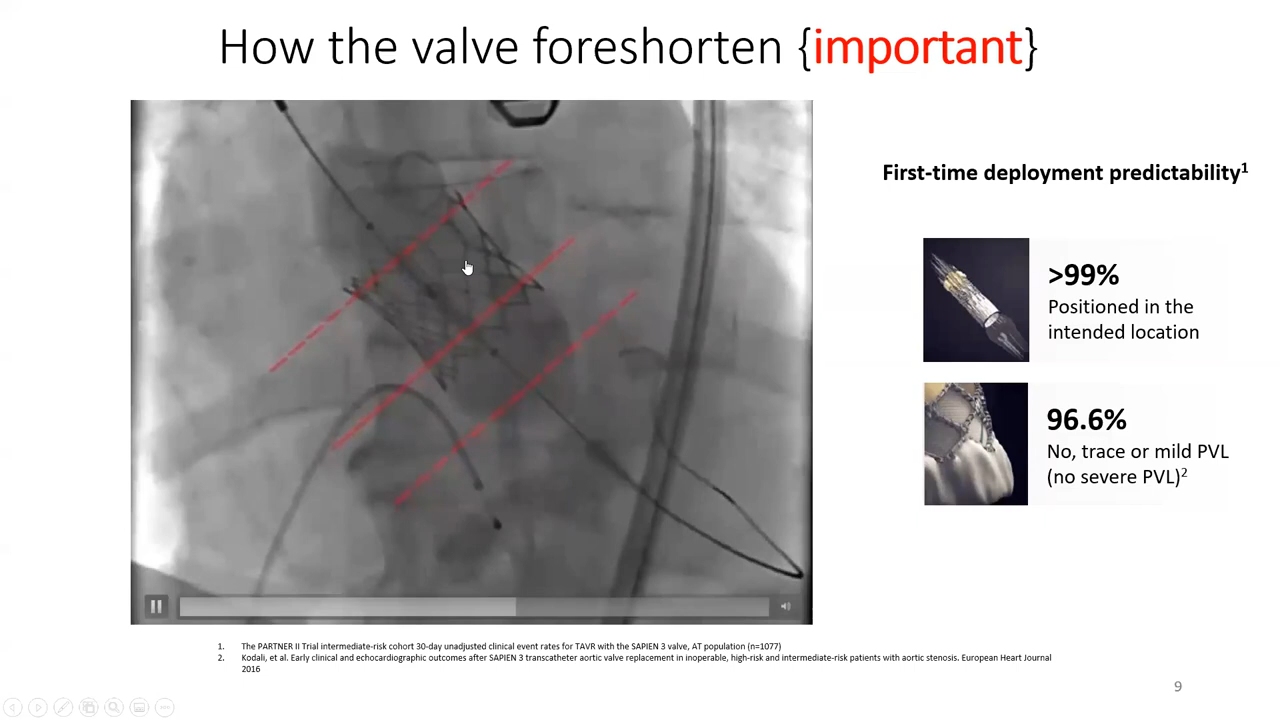 How the valve foreshorten {important}
First-time deployment predictability1
>99%
Positioned in the
intended location
96.6%
No, trace or mild PVL
(no severe PVL)2
1. The PARTNER II Trial intermediate-risk cohort 30-day unadjusted clinical event rates for TAVR with the SAPIEN 3 valve, AT population (n=1077)
2. Kodali, et al. Early clinical and echocardiographic outcomes after SAPIEN 3 transcatheter aortic valve replacement in inoperable, high-risk and intermediate-risk patients with aortic stenosis. European Heart Journal
2016
9